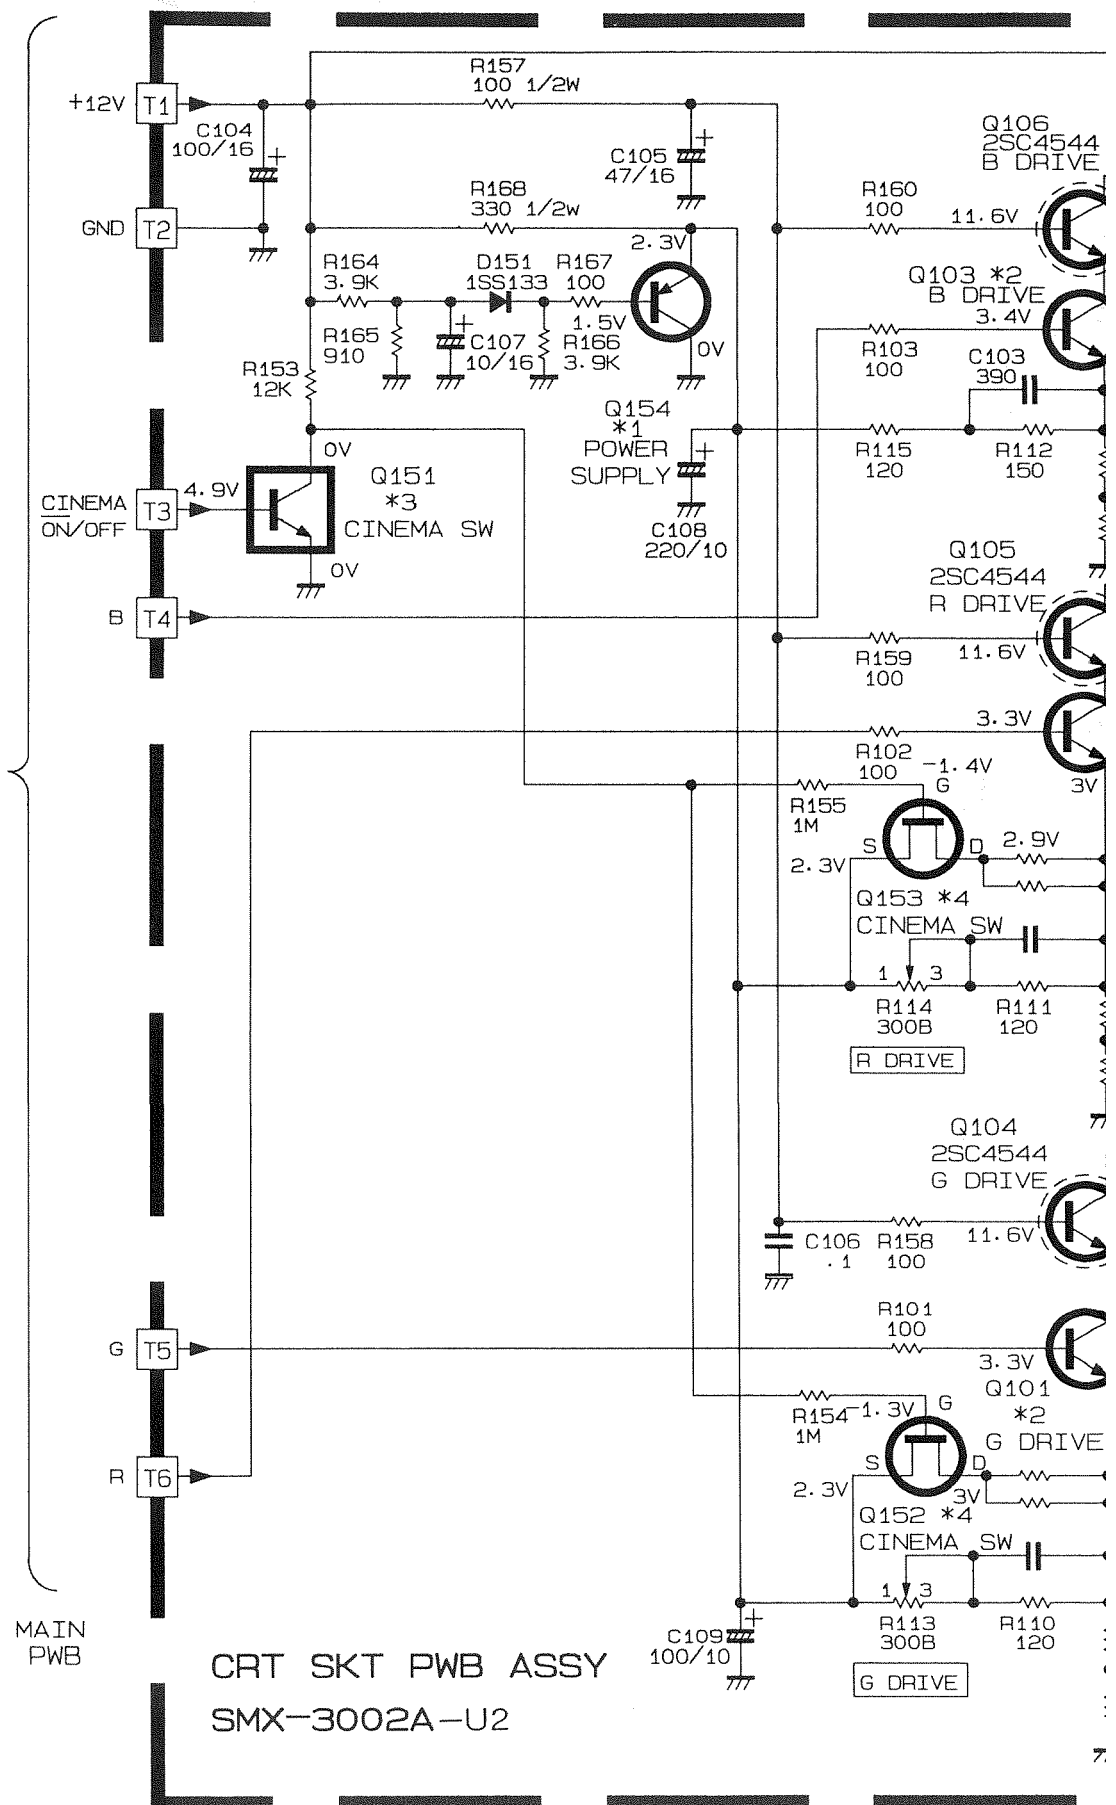 R157
100 1/2W
+12V
T1
C104
100/16
+
C105
47/16
+
Q106
2SC4544
B DRIVE
R160
100
11.6V
GND
T2
R168
330 1/2W
2.3V
R164
3.9K
D151
1SS133
R167
100
1.5V
Q103 *2
B DRIVE
3.4V
R165
910
+
C107
10/16
R166
3.9K
0V
R103
100
C103
390
R153
12K
Q154
*1
POWER
SUPPLY
+
R115
120
R112
150
0V
Q151
*3
CINEMA SW
CINEMA
ON/OFF
T3
4.9V
0V
C108
220/10
Q105
2SC4544
R DRIVE
B
T4
11.6V
R159
100
3.3V
R102
100
-1.4V
G
3V
R155
1M
S
D
2.9V
2.3V
Q153 *4
CINEMA SW
1
3
R114
300B
R111
120
R DRIVE
Q104
2SC4544
G DRIVE
C106
.1
R158
100
11.6V
R101
100
G
T5
3.3V
Q101
*2
G DRIVE
R154
1M
-1.3V
G
R
T6
S
D
2.3V
3V
Q152 *4
CINEMA SW
1
3
MAIN
PWB
C109
100/10
+
R113
300B
R110
120
G DRIVE
CRT SKT PWB ASSY
SMX-3002A-U2